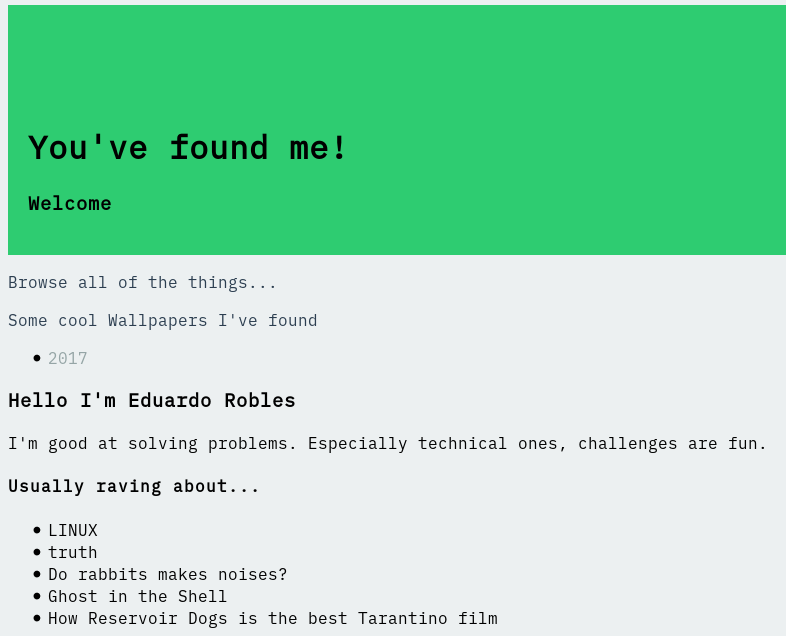 You've found me!
Welcome
Browse all of the things...
Some cool Wallpapers I've found
2017
Hello I'm Eduardo Robles
I'm good at solving problems. Especially technical ones, challenges are fun.
Usually raving about...
LINUX
truth
Do rabbits makes noises?
Ghost in the Shell
How Reservoir Dogs is the best Tarantino film